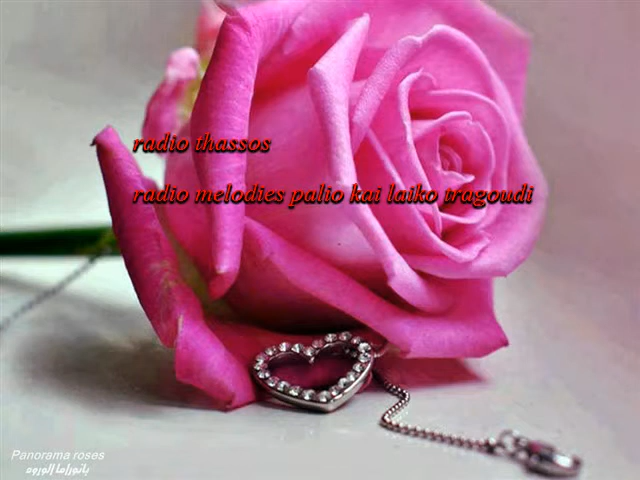 radio thassos
radio melodies palio kai laiko tragoudi
Panorama roses
بانوراما الورود